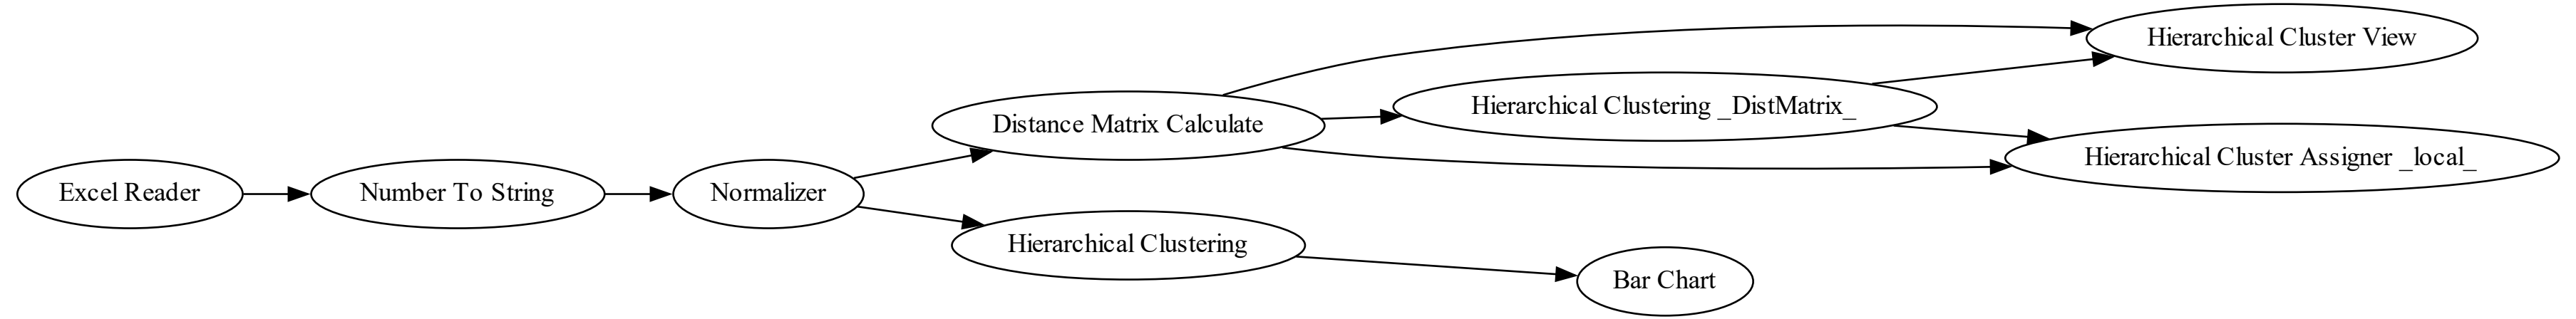 Excel Reader
Number To String
Normalizer
Distance Matrix Calculate
Hierarchical Clustering
Hierarchical Clustering _DistMatrix_
Bar Chart
Hierarchical Cluster View
Hierarchical Cluster Assigner _local_